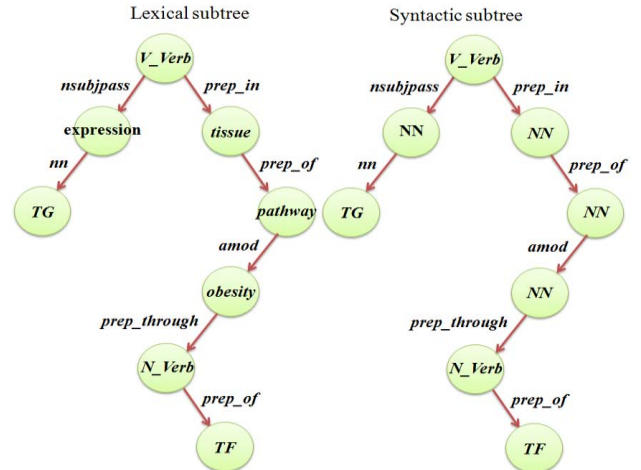 Lexical subtree
Syntactic subtree
V_Verb
V_Verb
nsubjpass
prep_in
nsubjpass
prep_in
expression
tissue
NN
NN
nn
prep_of
nn
prep_of
TG
pathway
TG
NN
amod
amod
obesity
NN
prep_through
prep_through
N_Verb
N_Verb
prep_of
prep_of
TF
TF